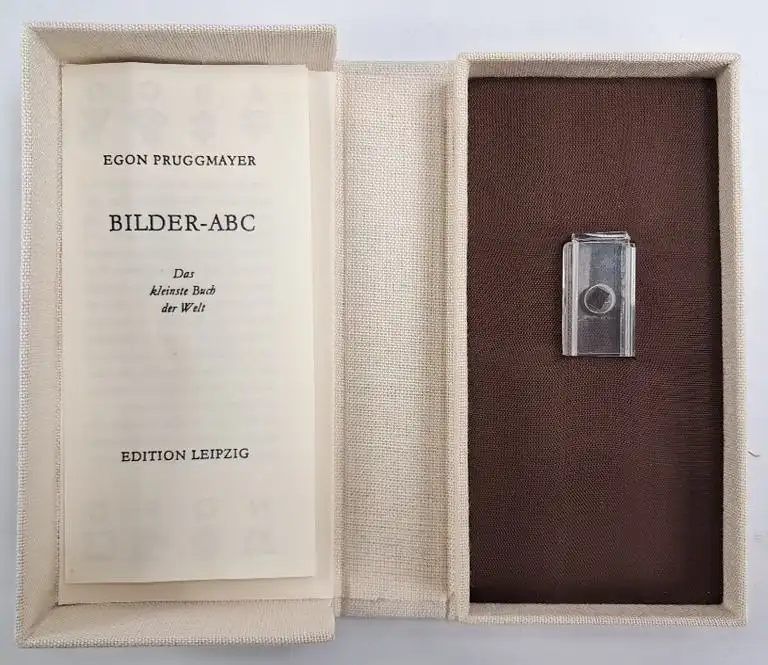 EGON PRUGGMAYER
BILDER-ABC
Das
kleinste Buch
der Welt
EDITION LEIPZIG